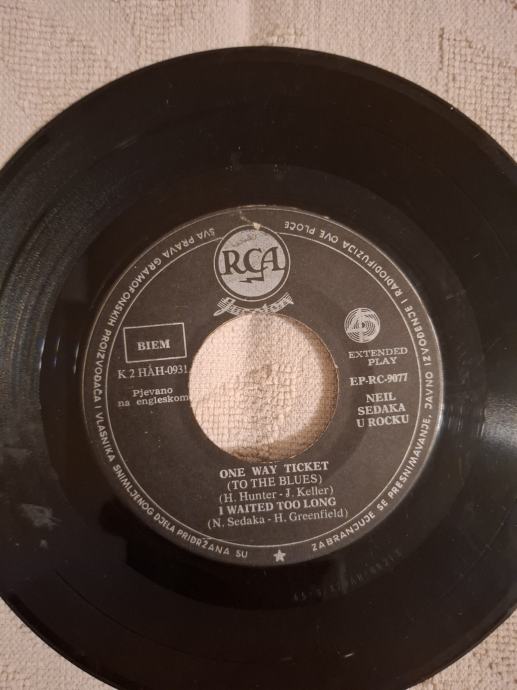 SVA PRAVA GRAMOFONSKIH PROIZVOĐAČA I VLASNIKA SNIMLJENOG DJELA PRIDRŽANA SU ★ ZABRANJUJE SE PRESNIMAVANJE, JAVNO IZVOĐENJE I RADIODIFUZIJA OVE PLOČE
RCA
Jugoton
BIEM
K 2 HAH-0931
Pjevano
na engleskom
45
EXTENDED
PLAY
EP-RC-9077
NEIL
SEDAKA
U ROCKU
ONE WAY TICKET
(TO THE BLUES)
(H. Hunter - J. Keller)
I WAITED TOO LONG
(N. Sedaka - H. Greenfield)